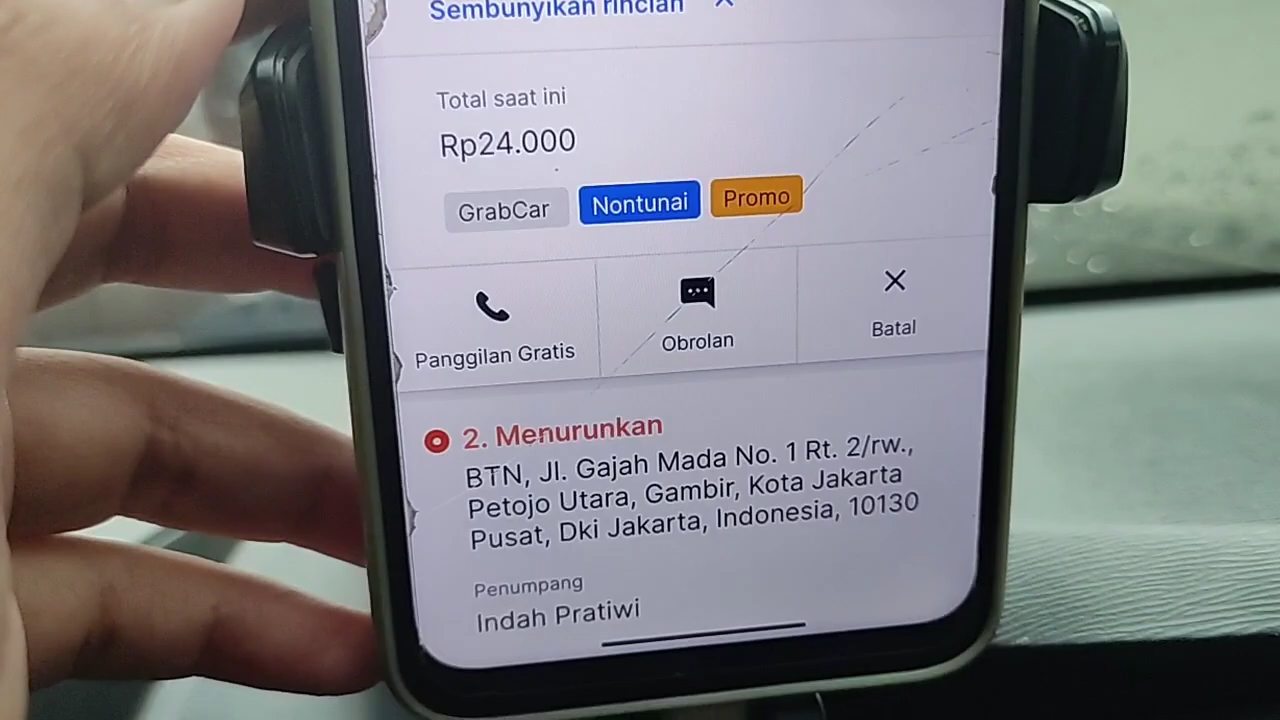 Sembunyikan rincian
Total saat ini
Rp24.000
GrabCar
Nontunai
Promo
Panggilan Gratis
Obrolan
Batal
2. Menurunkan
BTN, Jl. Gajah Mada No. 1 Rt. 2/rw.,
Petojo Utara, Gambir, Kota Jakarta
Pusat, Dki Jakarta, Indonesia, 10130
Penumpang
Indah Pratiwi